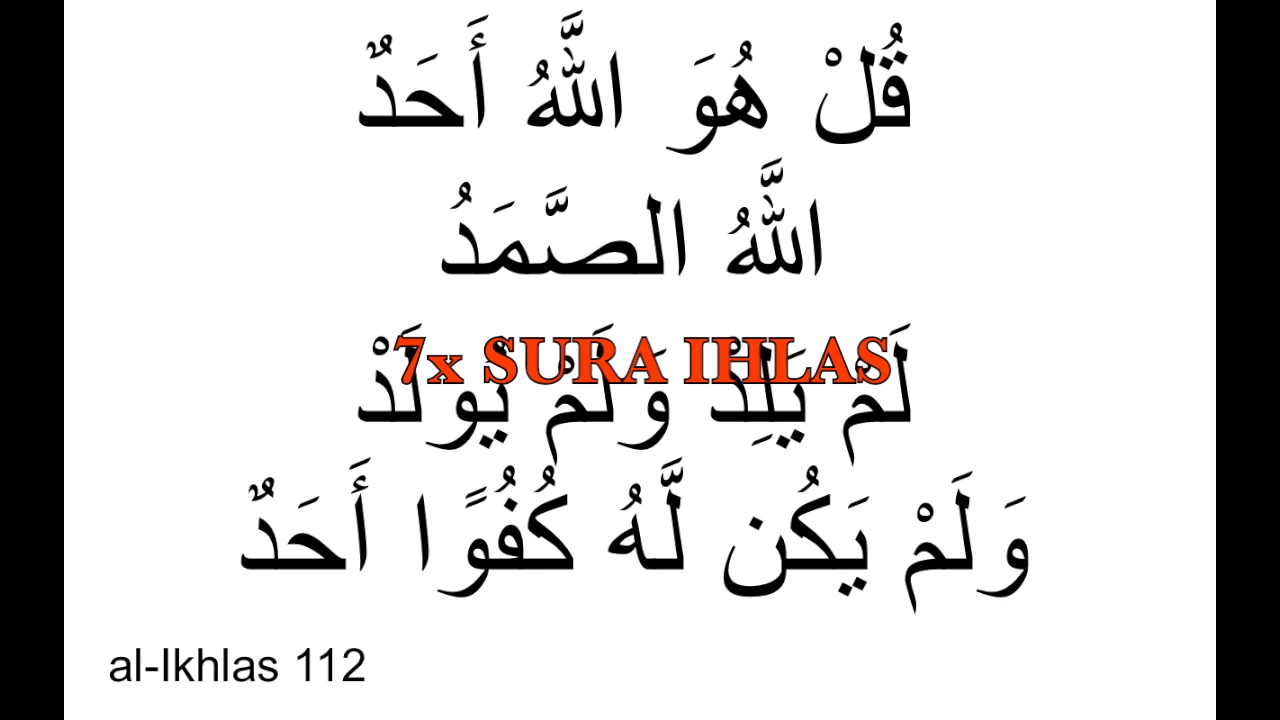 قُلْ هُوَ اللَّهُ أَحَدٌ
اللَّهُ الصَّمَدُ
7x SURA IHLAS
لَمْ يَلِدْ وَلَمْ يُولَدْ
وَلَمْ يَكُن لَّهُ كُفُوًا أَحَدٌ
al-Ikhlas 112